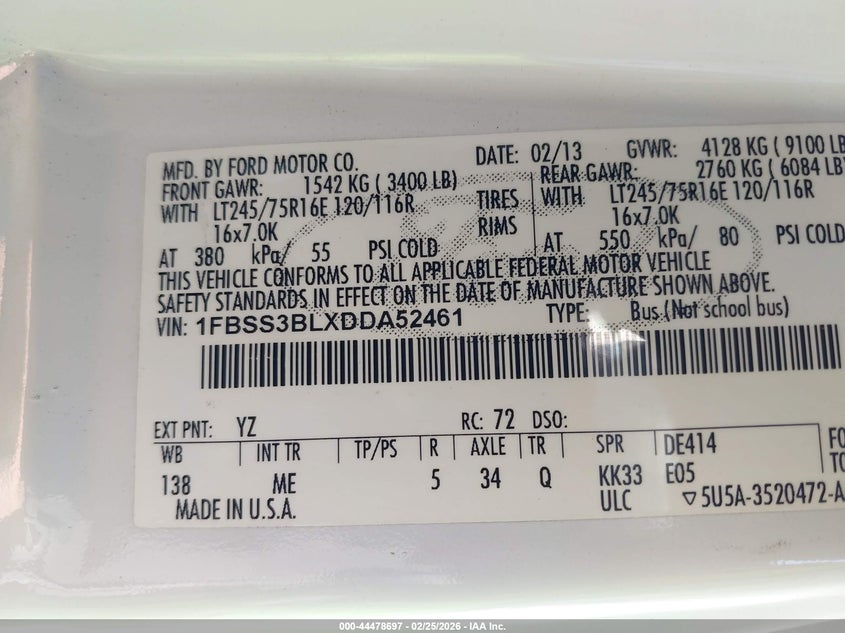 MFD. BY FORD MOTOR CO. DATE: 02/13 GVWR: 4128 KG ( 9100 LB
FRONT GAWR: 1542 KG ( 3400 LB) REAR GAWR: 2760 KG ( 6084 LB)
WITH LT245/75R16E 120/116R TIRES WITH LT245/75R16E 120/116R
16x7.0K RIMS 16x7.0K
AT 380 kPa/ 55 PSI COLD AT 550 kPa/ 80 PSI COLD
THIS VEHICLE CONFORMS TO ALL APPLICABLE FEDERAL MOTOR VEHICLE
SAFETY STANDARDS IN EFFECT ON THE DATE OF MANUFACTURE SHOWN ABOVE.
VIN: 1FBSS3BLXDDA52461 TYPE: Bus (Not school bus)
EXT PNT: YZ RC: 72 DSO:
WB INT TR TP/PS R AXLE TR SPR DE414
138 ME 5 34 Q KK33 E05
MADE IN U.S.A. ULC ▽5U5A-3520472-A
000-44478697 - 02/25/2026 - IAA Inc.